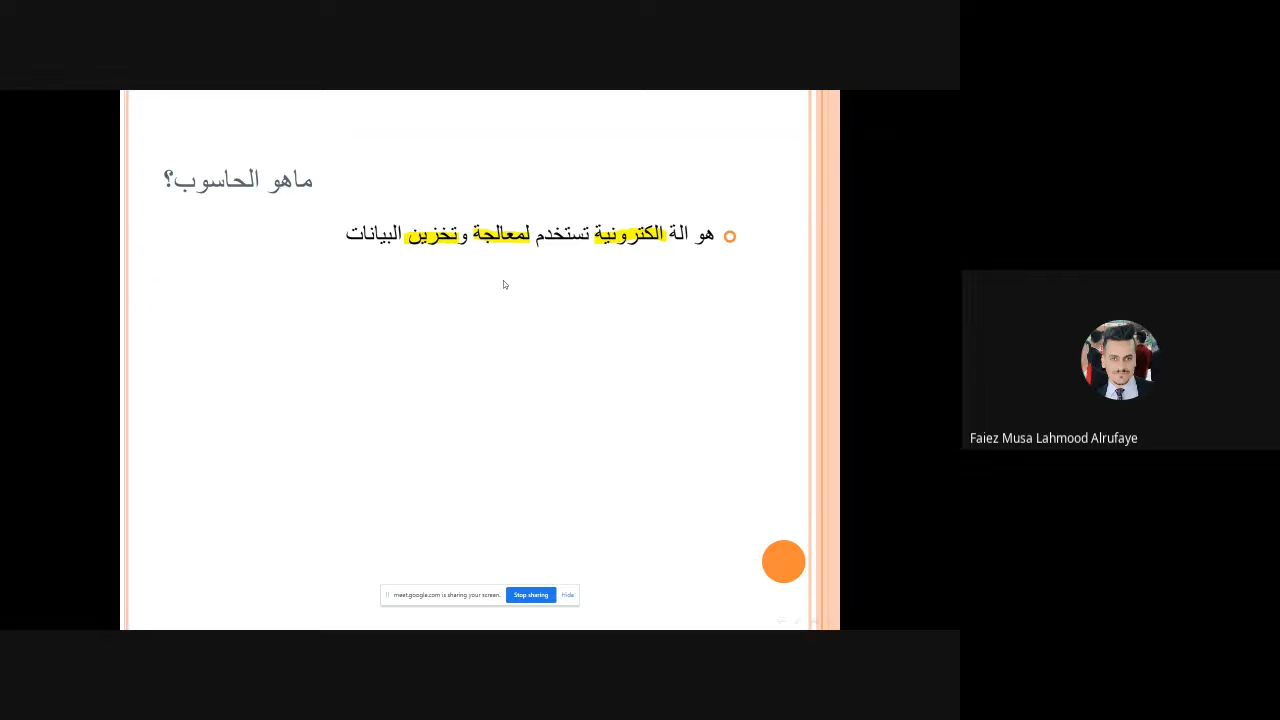 ماهو الحاسوب؟
هو الة الكترونية تستخدم لمعالجة وتخزين البيانات
meet.google.com is sharing your screen. Stop sharing Hide
Faiez Musa Lahmood Alrufaye